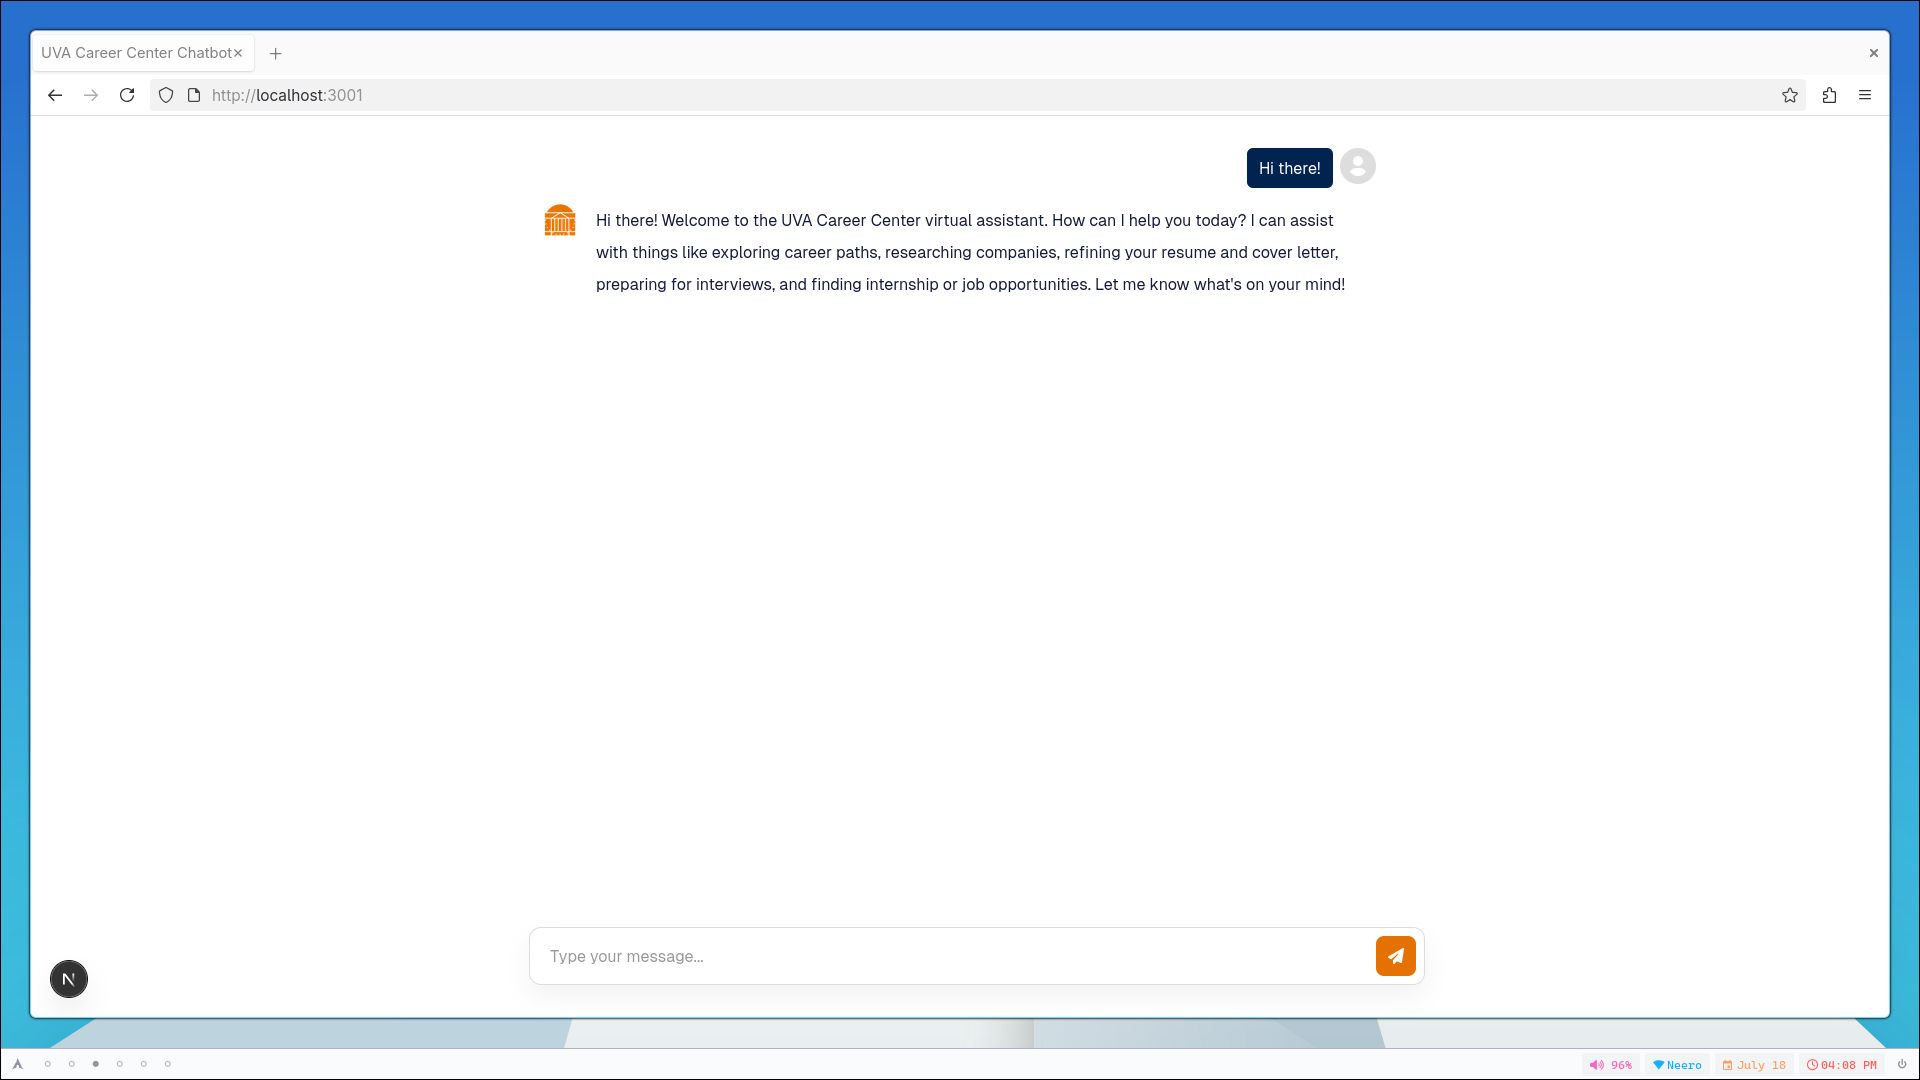 UVA Career Center Chatbot
http://localhost:3001
Hi there!
Hi there! Welcome to the UVA Career Center virtual assistant. How can I help you today? I can assist
with things like exploring career paths, researching companies, refining your resume and cover letter,
preparing for interviews, and finding internship or job opportunities. Let me know what's on your mind!
Type your message...
N
96%
Neero
July 18
04:08 PM